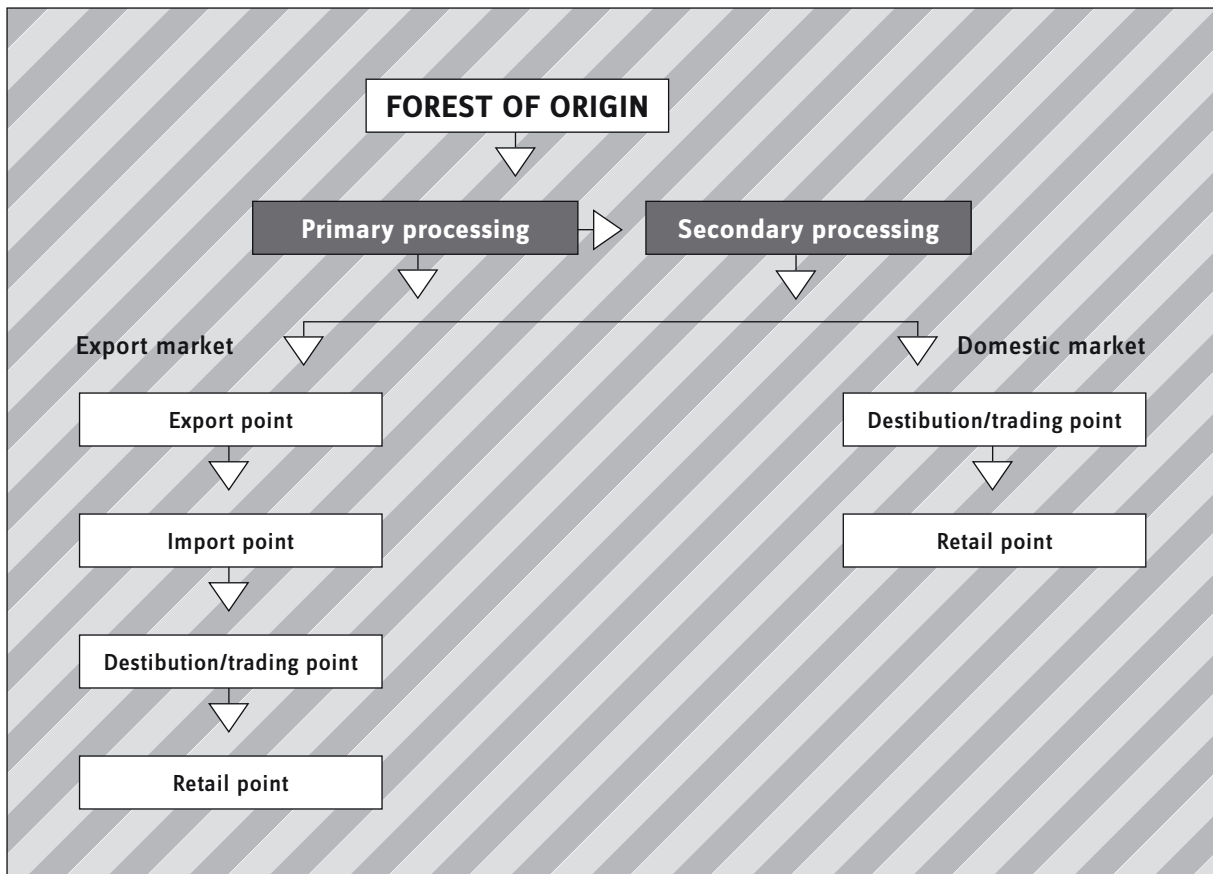 FOREST OF ORIGIN
Primary processing
Secondary processing
Export market
Domestic market
Export point
Destibution/trading point
Import point
Retail point
Destibution/trading point
Retail point